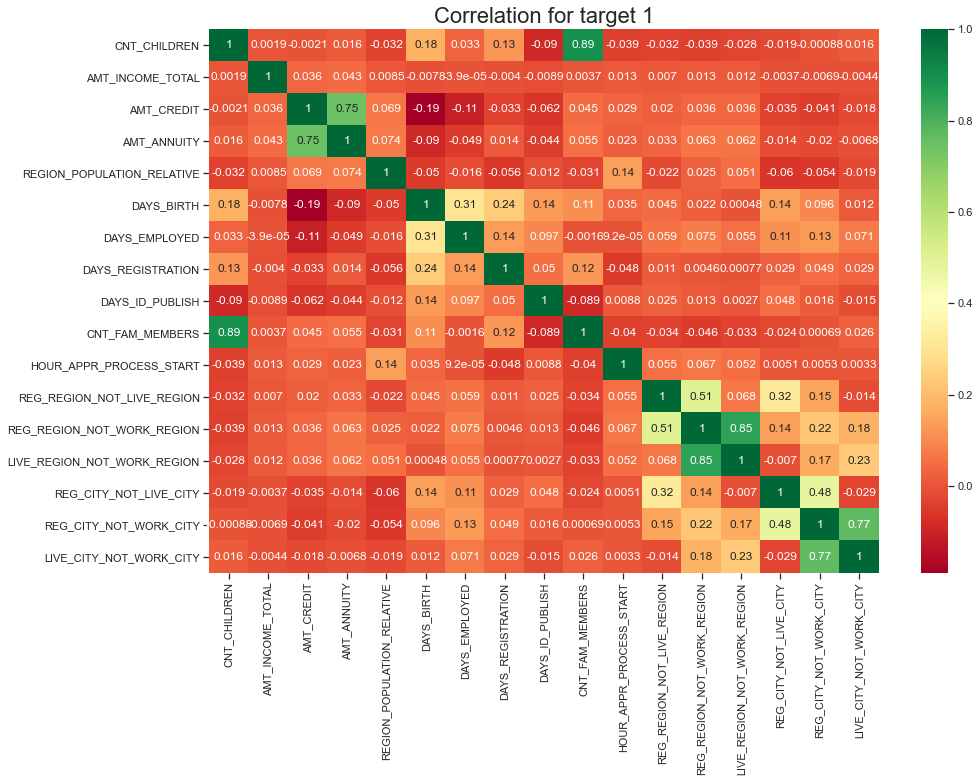 Correlation for target 1
CNT_CHILDREN 1 0.0019 -0.0021 0.016 -0.032 0.18 0.033 0.13 -0.09 0.89 -0.039 -0.032 -0.039 -0.028 -0.019 -0.00088 0.016
AMT_INCOME_TOTAL 0.0019 1 0.036 0.043 0.0085 -0.0078 -3.9e-05 -0.004 -0.0089 0.0037 0.013 0.007 0.013 0.012 -0.0037 -0.0069 -0.0044
AMT_CREDIT -0.0021 0.036 1 0.75 0.069 -0.19 -0.11 -0.033 -0.062 0.045 0.029 0.02 0.036 0.036 -0.035 -0.041 -0.018
AMT_ANNUITY 0.016 0.043 0.75 1 0.074 -0.09 -0.049 0.014 -0.044 0.055 0.023 0.033 0.063 0.062 -0.014 -0.02 -0.0068
REGION_POPULATION_RELATIVE -0.032 0.0085 0.069 0.074 1 -0.05 -0.016 -0.056 -0.012 -0.031 0.14 -0.022 0.025 0.051 -0.06 -0.054 -0.019
DAYS_BIRTH 0.18 -0.0078 -0.19 -0.09 -0.05 1 0.31 0.24 0.14 0.11 0.035 0.045 0.022 0.00048 0.14 0.096 0.012
DAYS_EMPLOYED 0.033 -3.9e-05 -0.11 -0.049 -0.016 0.31 1 0.14 0.097 -0.0016 9.2e-05 0.059 0.075 0.055 0.11 0.13 0.071
DAYS_REGISTRATION 0.13 -0.004 -0.033 0.014 -0.056 0.24 0.14 1 0.05 0.12 -0.048 0.011 0.0046 0.00077 0.029 0.049 0.029
DAYS_ID_PUBLISH -0.09 -0.0089 -0.062 -0.044 -0.012 0.14 0.097 0.05 1 -0.089 0.0088 0.025 0.013 0.0027 0.048 0.016 -0.015
CNT_FAM_MEMBERS 0.89 0.0037 0.045 0.055 -0.031 0.11 -0.0016 0.12 -0.089 1 -0.04 -0.034 -0.046 -0.033 -0.024 0.00069 0.026
HOUR_APPR_PROCESS_START -0.039 0.013 0.029 0.023 0.14 0.035 9.2e-05 -0.048 0.0088 -0.04 1 0.055 0.067 0.052 0.0051 0.0053 0.0033
REG_REGION_NOT_LIVE_REGION -0.032 0.007 0.02 0.033 -0.022 0.045 0.059 0.011 0.025 -0.034 0.055 1 0.51 0.068 0.32 0.15 -0.014
REG_REGION_NOT_WORK_REGION -0.039 0.013 0.036 0.063 0.025 0.022 0.075 0.0046 0.013 -0.046 0.067 0.51 1 0.85 0.14 0.22 0.18
LIVE_REGION_NOT_WORK_REGION -0.028 0.012 0.036 0.062 0.051 0.00048 0.055 0.00077 0.0027 -0.033 0.052 0.068 0.85 1 -0.007 0.17 0.23
REG_CITY_NOT_LIVE_CITY -0.019 -0.0037 -0.035 -0.014 -0.06 0.14 0.11 0.029 0.048 -0.024 0.0051 0.32 0.14 -0.007 1 0.48 -0.029
REG_CITY_NOT_WORK_CITY 0.00088 -0.0069 -0.041 -0.02 -0.054 0.096 0.13 0.049 0.016 0.00069 0.0053 0.15 0.22 0.17 0.48 1 0.77
LIVE_CITY_NOT_WORK_CITY 0.016 -0.0044 -0.018 -0.0068 -0.019 0.012 0.071 0.029 -0.015 0.026 0.0033 -0.014 0.18 0.23 -0.029 0.77 1
CNT_CHILDREN
AMT_INCOME_TOTAL
AMT_CREDIT
AMT_ANNUITY
REGION_POPULATION_RELATIVE
DAYS_BIRTH
DAYS_EMPLOYED
DAYS_REGISTRATION
DAYS_ID_PUBLISH
CNT_FAM_MEMBERS
HOUR_APPR_PROCESS_START
REG_REGION_NOT_LIVE_REGION
REG_REGION_NOT_WORK_REGION
LIVE_REGION_NOT_WORK_REGION
REG_CITY_NOT_LIVE_CITY
REG_CITY_NOT_WORK_CITY
LIVE_CITY_NOT_WORK_CITY
1.0
0.8
0.6
0.4
0.2
0.0